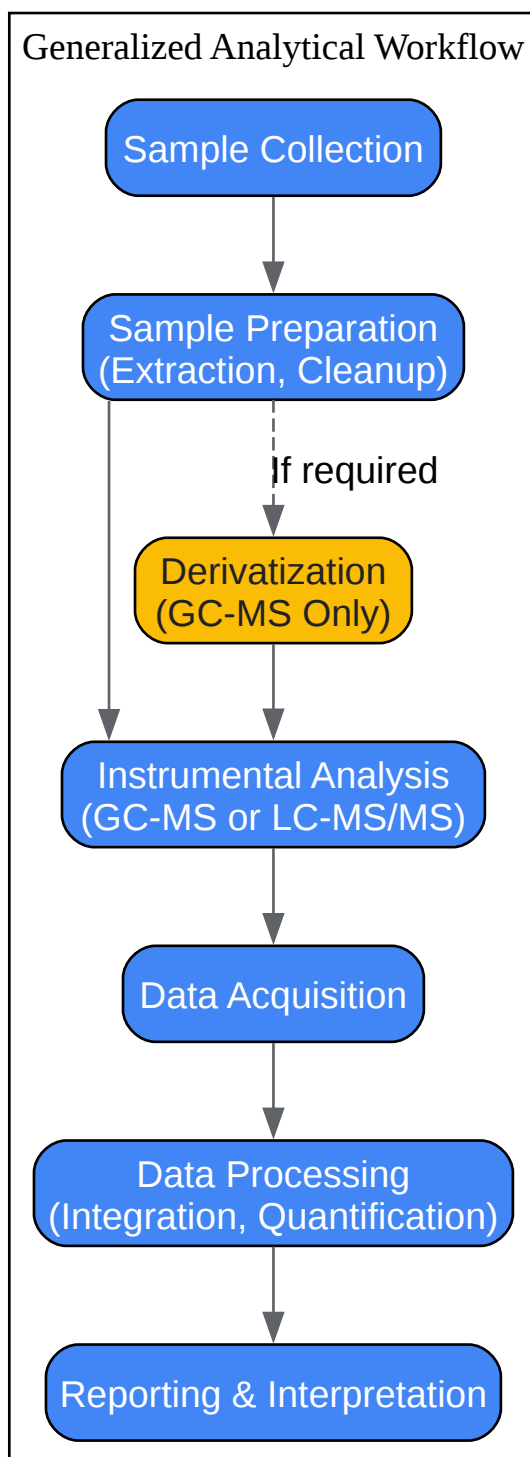 Generalized Analytical Workflow
Sample Collection
Sample Preparation
(Extraction, Cleanup)
If required
Derivatization
(GC-MS Only)
Instrumental Analysis
(GC-MS or LC-MS/MS)
Data Acquisition
Data Processing
(Integration, Quantification)
Reporting & Interpretation